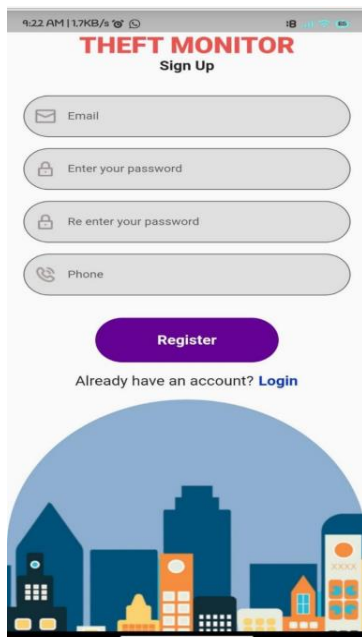 9:22 AM | 1.7KB/s
THEFT MONITOR
Sign Up
Email
Enter your password
Re enter your password
Phone
Register
Already have an account? Login
XXXX